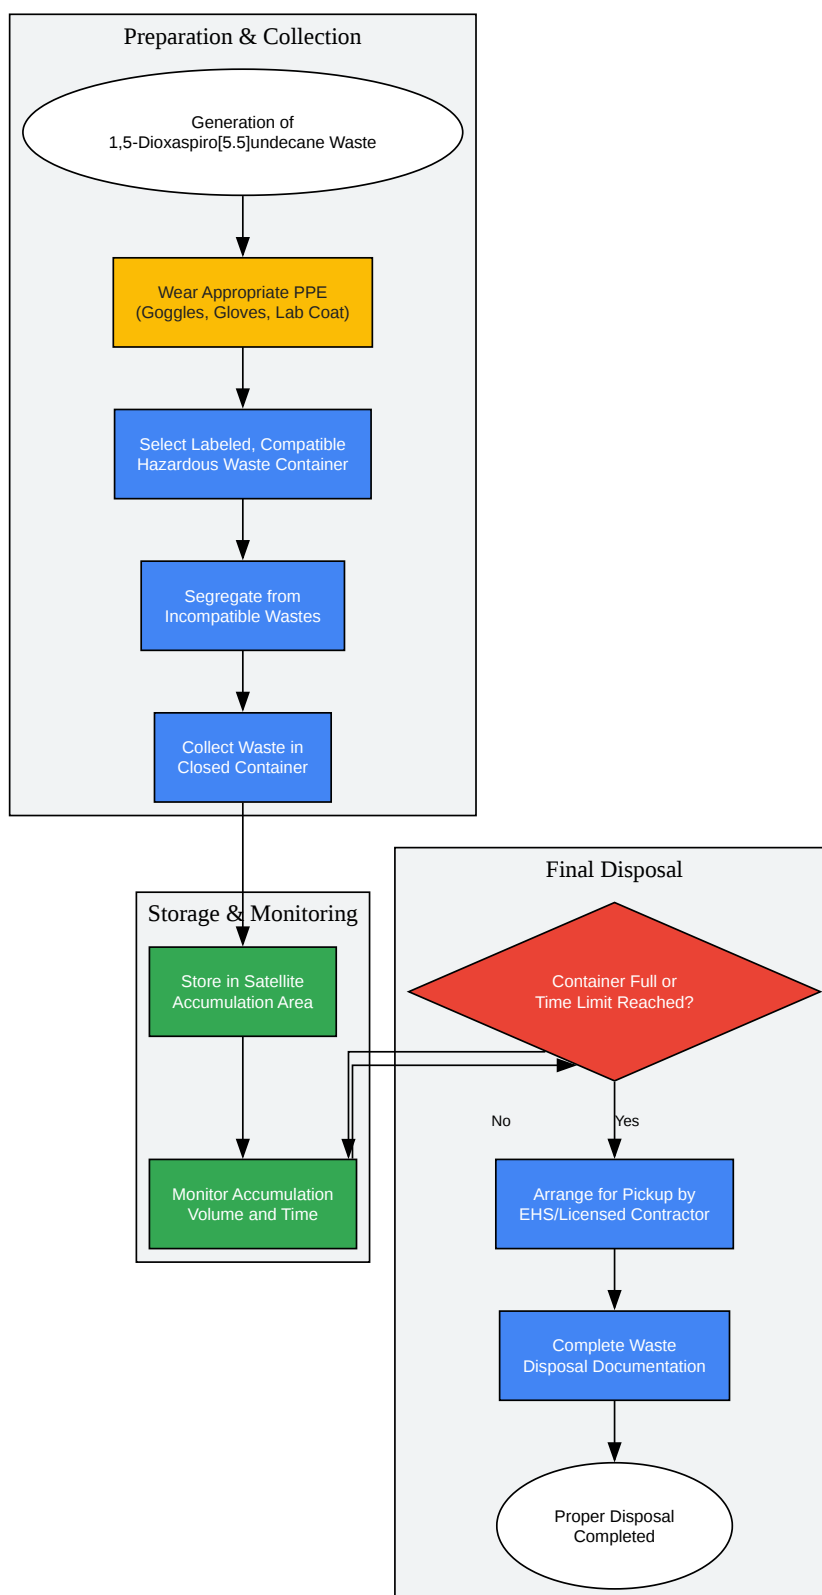 Preparation & Collection
Generation of
1,5-Dioxaspiro[5.5]undecane Waste
Wear Appropriate PPE
(Goggles, Gloves, Lab Coat)
Select Labeled, Compatible
Hazardous Waste Container
Segregate from
Incompatible Wastes
Collect Waste in
Closed Container
Storage & Monitoring
Store in Satellite
Accumulation Area
Monitor Accumulation
Volume and Time
Final Disposal
Container Full or
Time Limit Reached?
No
Yes
Arrange for Pickup by
EHS/Licensed Contractor
Complete Waste
Disposal Documentation
Proper Disposal
Completed